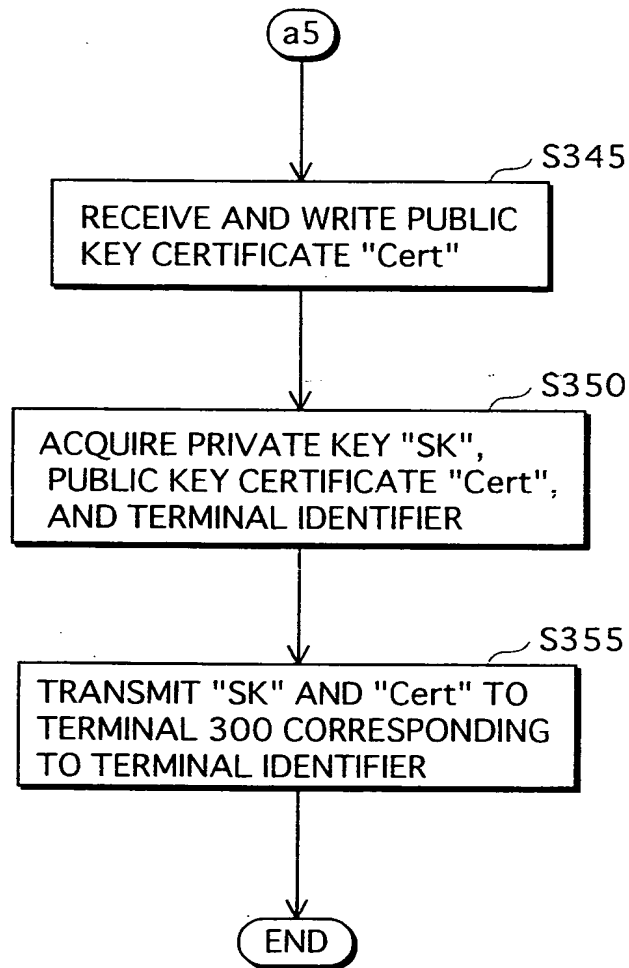 a5
S345
RECEIVE AND WRITE PUBLIC
KEY CERTIFICATE "Cert"
S350
ACQUIRE PRIVATE KEY "SK",
PUBLIC KEY CERTIFICATE "Cert",
AND TERMINAL IDENTIFIER
S355
TRANSMIT "SK" AND "Cert" TO
TERMINAL 300 CORRESPONDING
TO TERMINAL IDENTIFIER
END